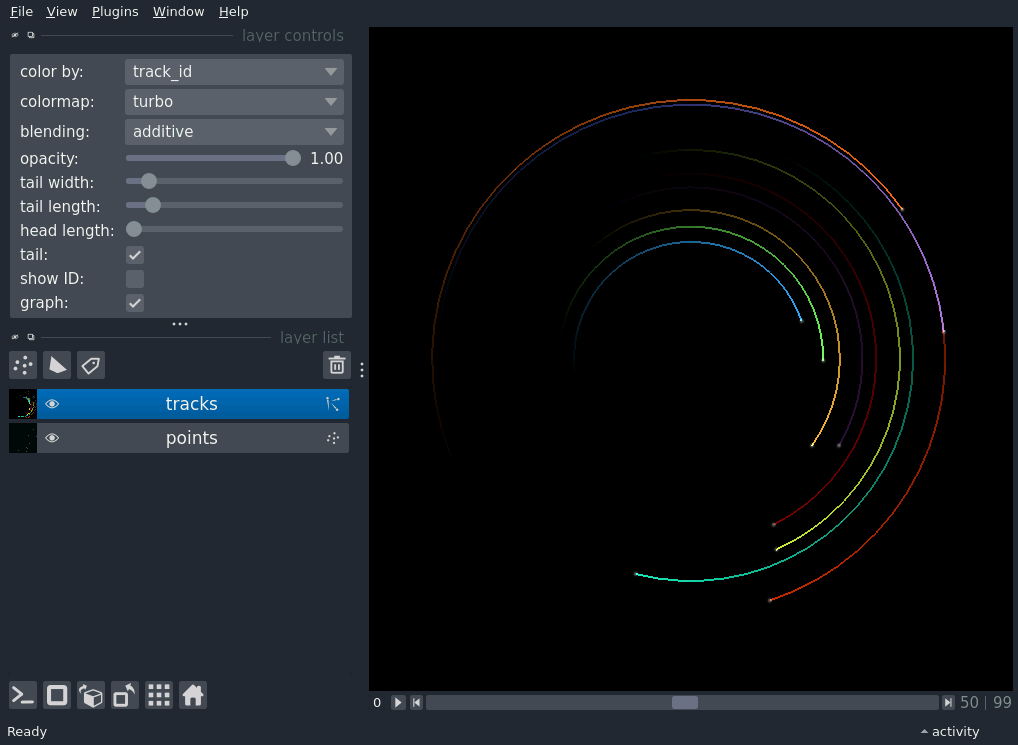 File View Plugins Window Help
layer controls
color by: track_id
colormap: turbo
blending: additive
opacity: 1.00
tail width:
tail length:
head length:
tail:
show ID:
graph:
layer list
tracks
points
0 50 | 99
Ready activity